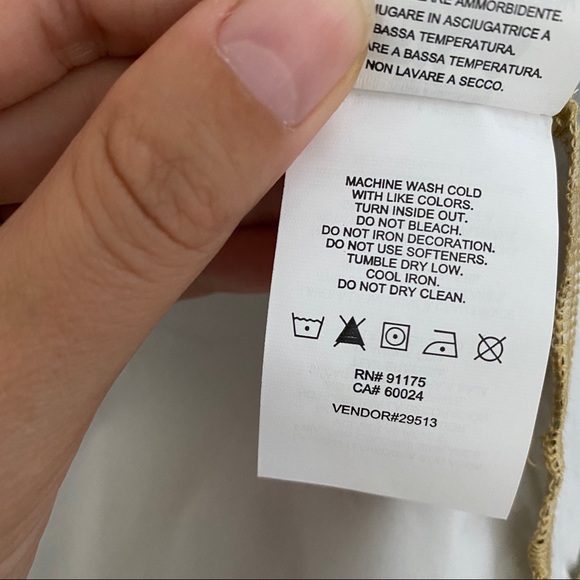 AMMORBIDENTE.
IN ASCIUGATRICE A
BASSA TEMPERATURA.
A BASSA TEMPERATURA.
NON LAVARE A SECCO.
MACHINE WASH COLD
WITH LIKE COLORS.
TURN INSIDE OUT.
DO NOT BLEACH.
DO NOT IRON DECORATION.
DO NOT USE SOFTENERS.
TUMBLE DRY LOW.
COOL IRON.
DO NOT DRY CLEAN.
RN# 91175
CA# 60024
VENDOR#29513